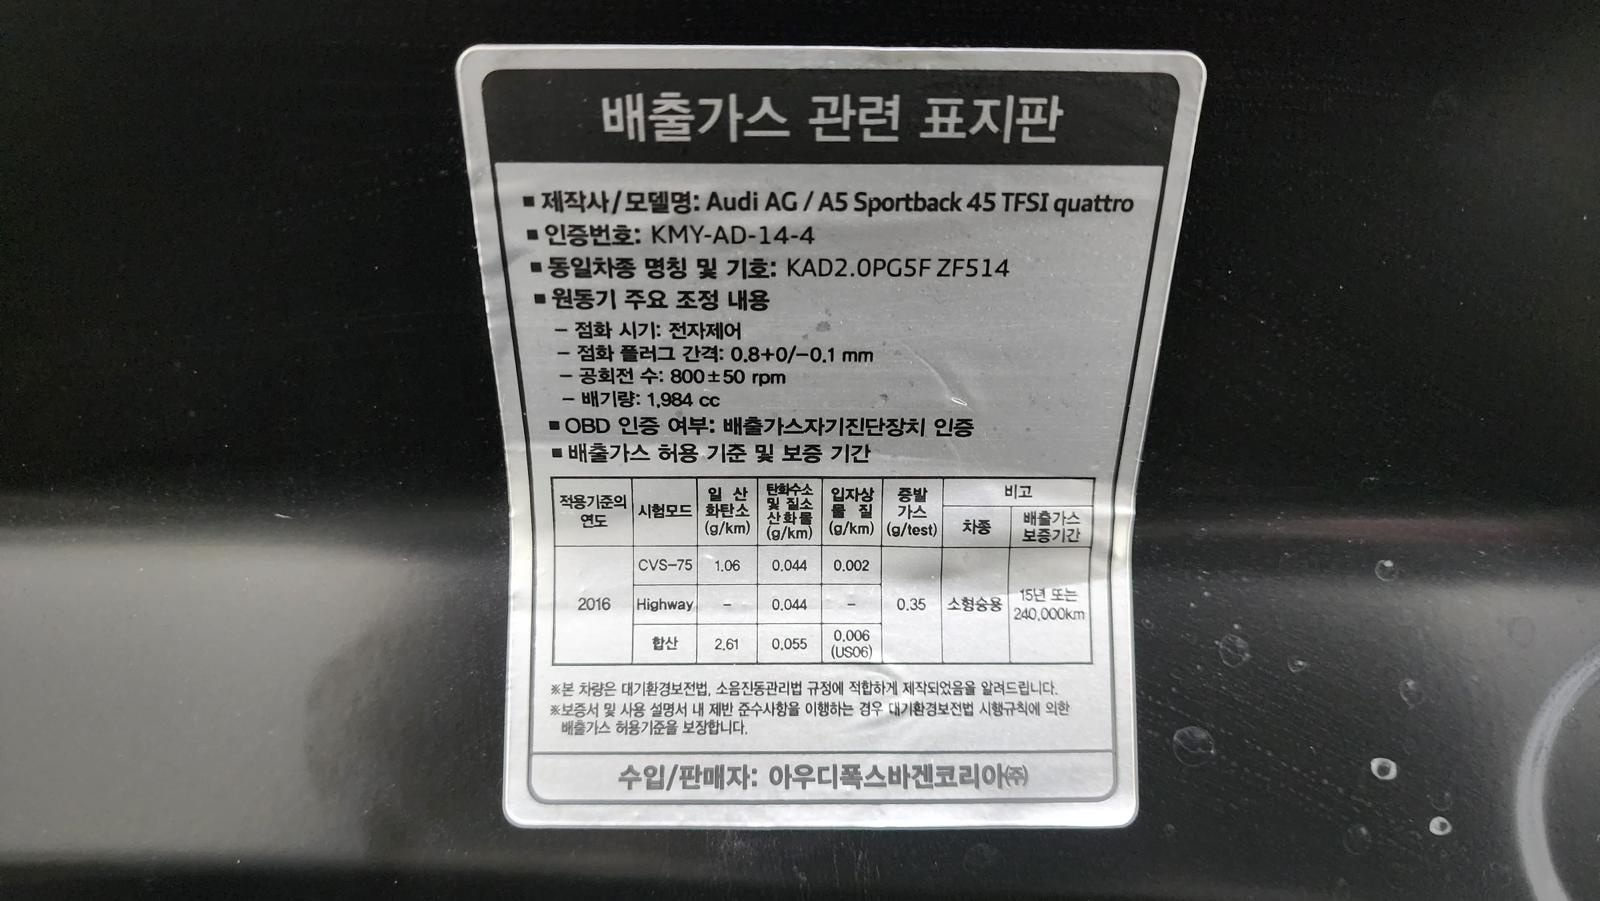 배출가스 관련 표지판
■ 제작사/모델명: Audi AG / A5 Sportback 45 TFSI quattro
■ 인증번호: KMY-AD-14-4
■ 동일차종 명칭 및 기호: KAD2.0PG5F ZF514
■ 원동기 주요 조정 내용
– 점화 시기: 전자제어
– 점화 플러그 간격: 0.8+0/–0.1 mm
– 공회전 수: 800±50 rpm
– 배기량: 1,984 cc
■ OBD 인증 여부: 배출가스자기진단장치 인증
■ 배출가스 허용 기준 및 보증 기간
적용기준의 연도 시험모드 일 산 화탄소 (g/km) 탄화수소 및 질소 산화물 (g/km) 입자상 물 질 (g/km) 증발 가스 (g/test) 비고
차종 배출가스 보증기간
CVS–75 1.06 0.044 0.002
2016 Highway – 0.044 – 0.35 소형승용 15년 또는 240,000km
합산 2.61 0.055 0.006 (US06)
※본 차량은 대기환경보전법, 소음진동관리법 규정에 적합하게 제작되었음을 알려드립니다.
※보증서 및 사용 설명서 내 제반 준수사항을 이행하는 경우 대기환경보전법 시행규칙에 의한
배출가스 허용기준을 보장합니다.
수입/판매자: 아우디폭스바겐코리아㈜